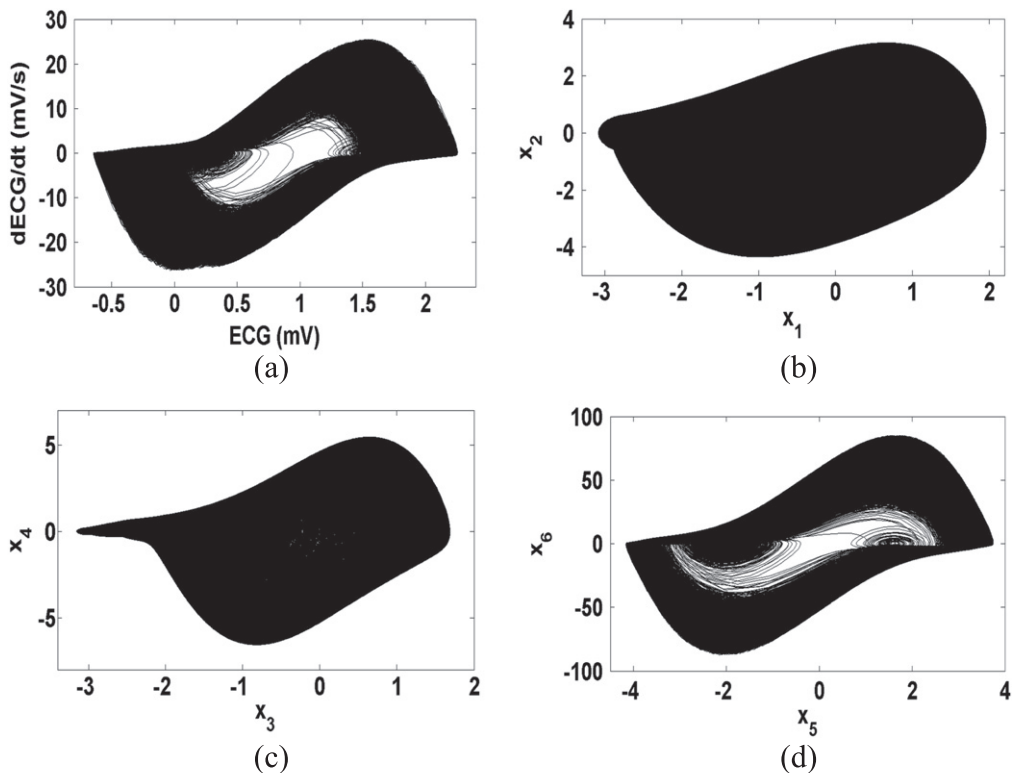 30
20
10
0
-10
-20
-30
dECG/dt (mV/s)
-0.5 0 0.5 1 1.5 2
ECG (mV)
(a)
4
2
0
-2
-4
x2
-3 -2 -1 0 1 2
x1
(b)
5
0
-5
x4
-3 -2 -1 0 1 2
x3
(c)
100
50
0
-50
-100
x6
-4 -2 0 2 4
x5
(d)